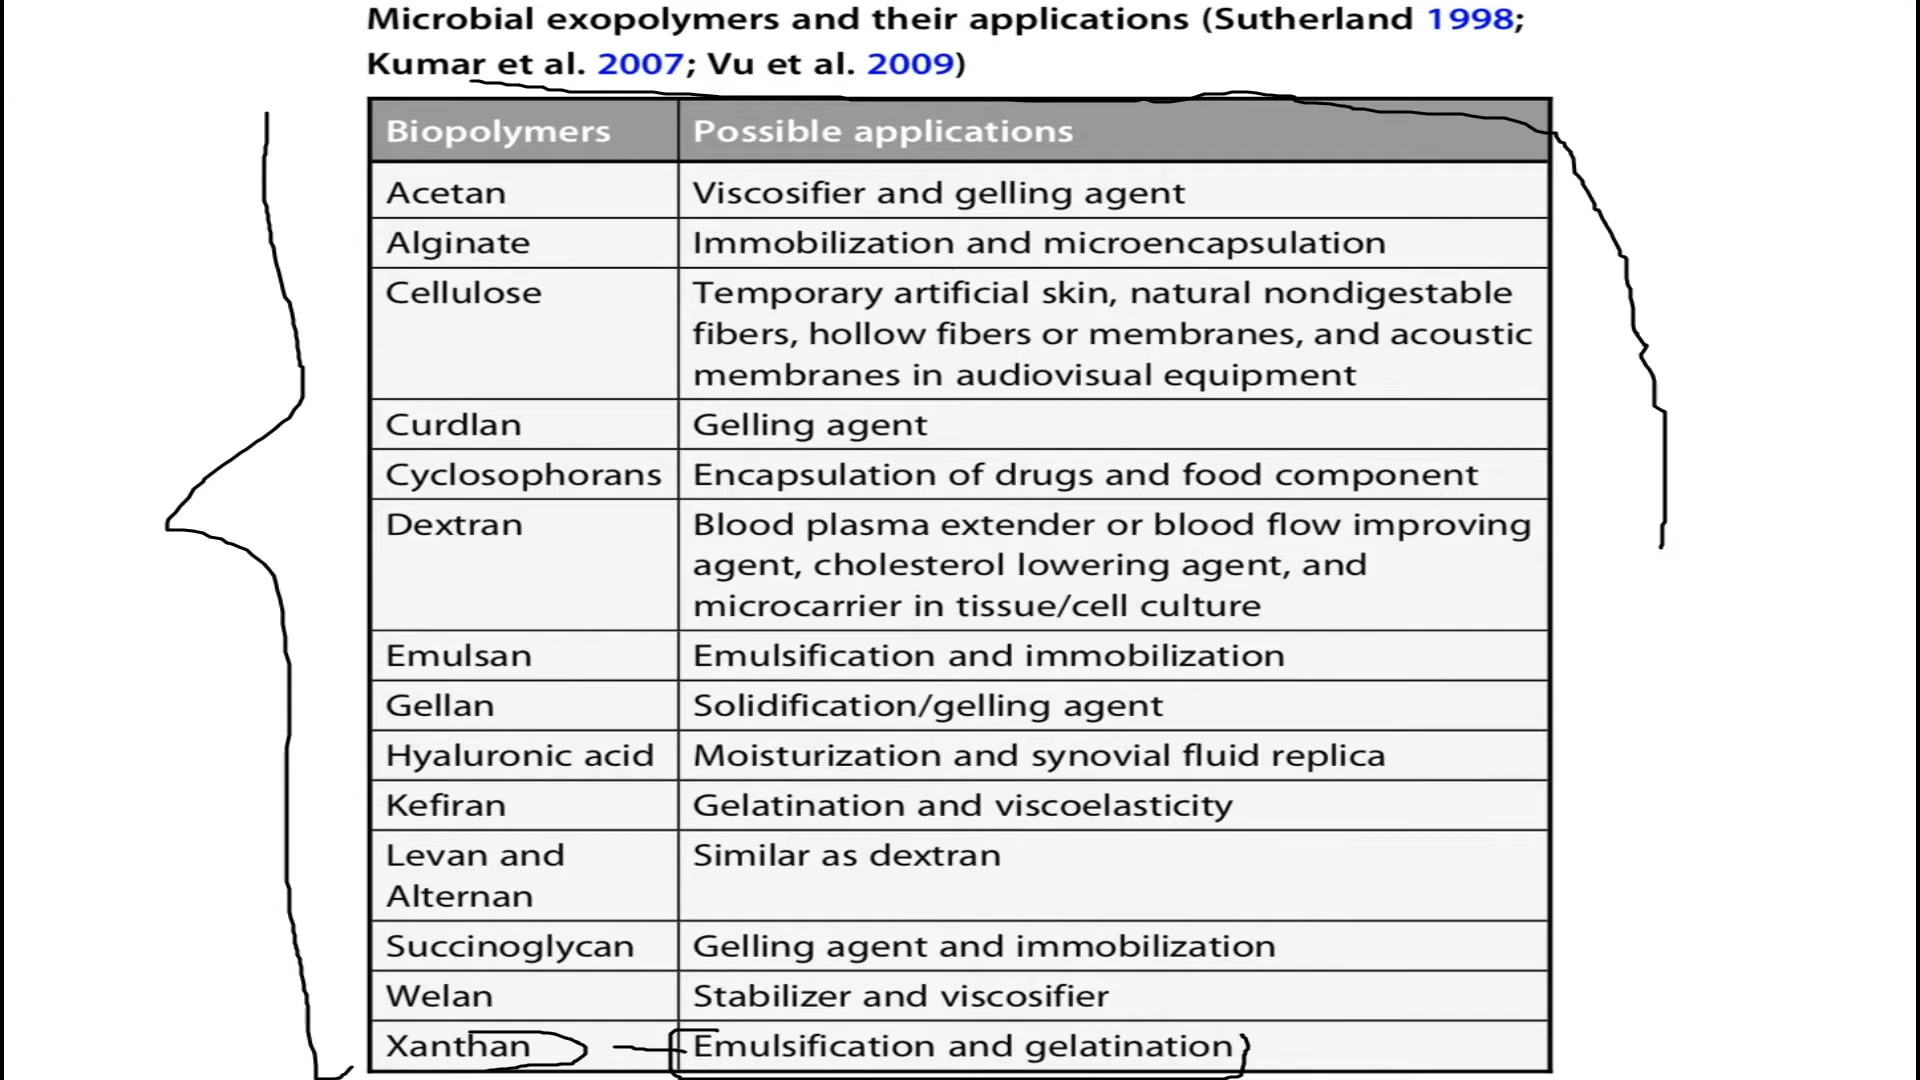 Microbial exopolymers and their applications (Sutherland 1998;
Kumar et al. 2007; Vu et al. 2009)
Biopolymers Possible applications
Acetan Viscosifier and gelling agent
Alginate Immobilization and microencapsulation
Cellulose Temporary artificial skin, natural nondigestable
fibers, hollow fibers or membranes, and acoustic
membranes in audiovisual equipment
Curdlan Gelling agent
Cyclosophorans Encapsulation of drugs and food component
Dextran Blood plasma extender or blood flow improving
agent, cholesterol lowering agent, and
microcarrier in tissue/cell culture
Emulsan Emulsification and immobilization
Gellan Solidification/gelling agent
Hyaluronic acid Moisturization and synovial fluid replica
Kefiran Gelatination and viscoelasticity
Levan and Similar as dextran
Alternan
Succinoglycan Gelling agent and immobilization
Welan Stabilizer and viscosifier
Xanthan Emulsification and gelatination